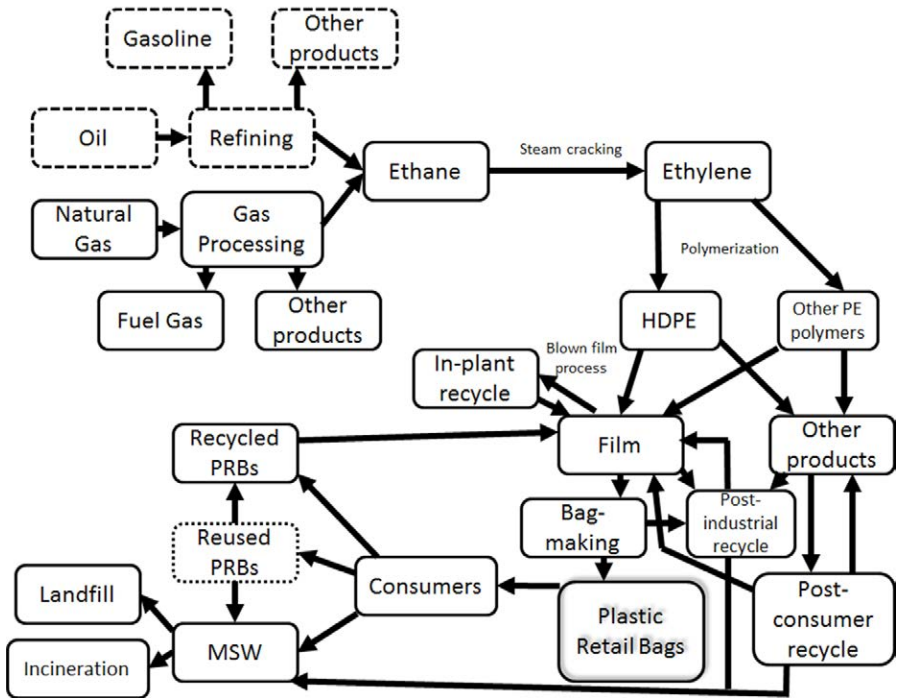 Gasoline
Other
products
Oil
Refining
Ethane
Steam cracking
Ethylene
Natural
Gas
Gas
Processing
Polymerization
Fuel Gas
Other
products
HDPE
Other PE
polymers
Blown film
process
In-plant
recycle
Recycled
PRBs
Film
Other
products
Bag-
making
Post-
industrial
recycle
Reused
PRBs
Landfill
Consumers
Plastic
Retail Bags
Post-
consumer
recycle
MSW
Incineration